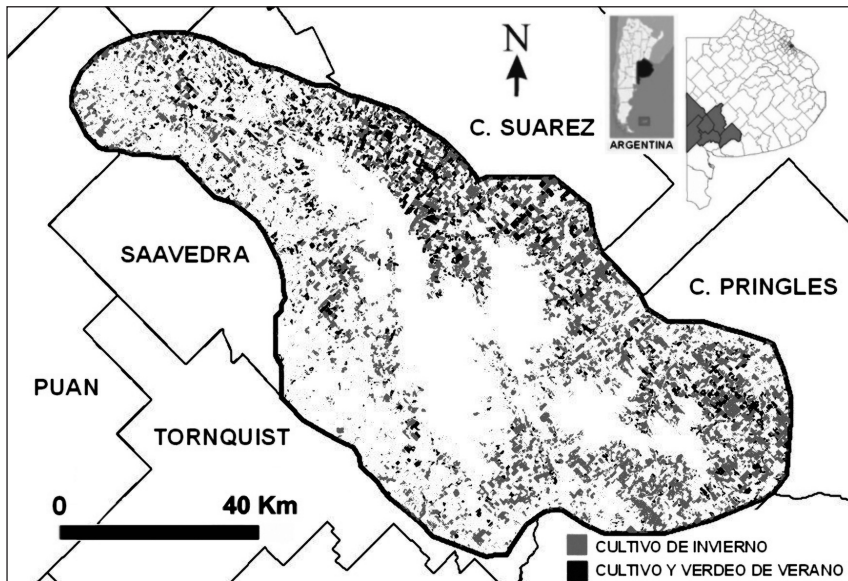 N
C. SUAREZ
ARGENTINA
SAAVEDRA
C. PRINGLES
PUAN
TORNQUIST
0 40 Km
CULTIVO DE INVIERNO
CULTIVO Y VERDEO DE VERANO